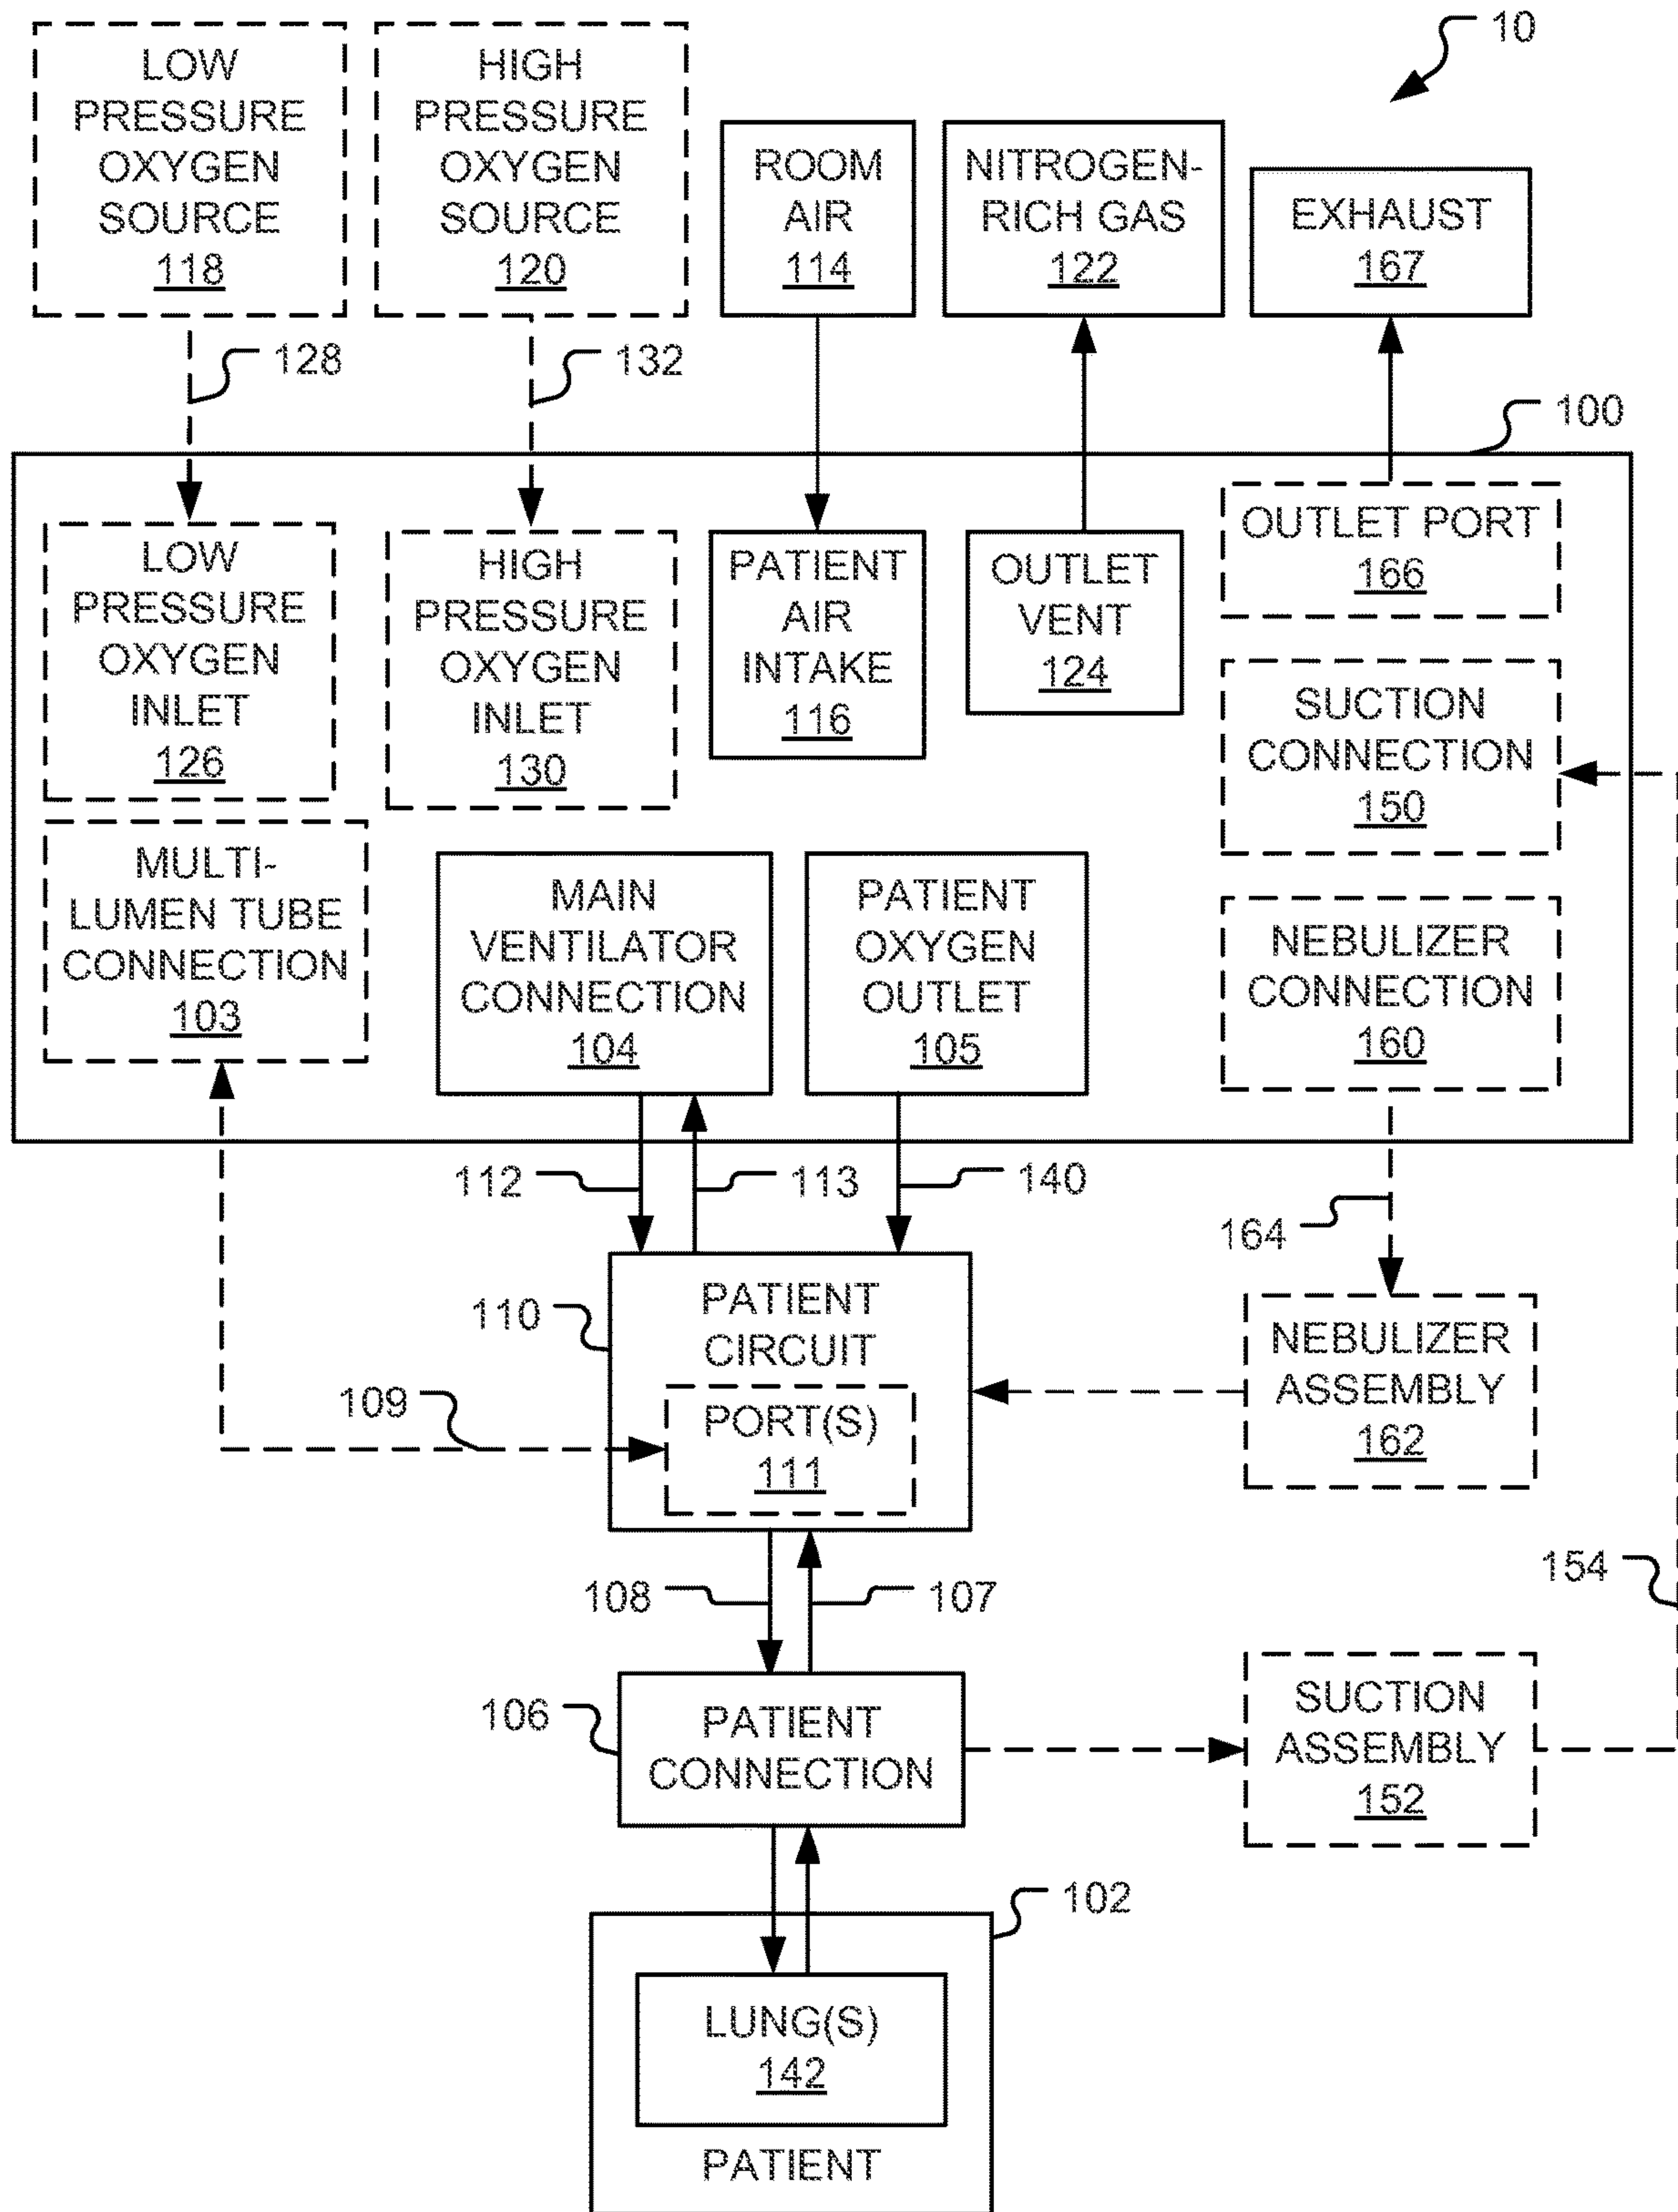 10
LOW
PRESSURE
OXYGEN
SOURCE
118
HIGH
PRESSURE
OXYGEN
SOURCE
120
ROOM
AIR
114
NITROGEN-
RICH GAS
122
EXHAUST
167
128
132
100
LOW
PRESSURE
OXYGEN
INLET
126
HIGH
PRESSURE
OXYGEN
INLET
130
PATIENT
AIR
INTAKE
116
OUTLET
VENT
124
OUTLET PORT
166
SUCTION
CONNECTION
150
MULTI-
LUMEN TUBE
CONNECTION
103
MAIN
VENTILATOR
CONNECTION
104
PATIENT
OXYGEN
OUTLET
105
NEBULIZER
CONNECTION
160
112
113
140
164
110
PATIENT
CIRCUIT
PORT(S)
111
109
NEBULIZER
ASSEMBLY
162
108
107
154
106
PATIENT
CONNECTION
SUCTION
ASSEMBLY
152
102
LUNG(S)
142
PATIENT